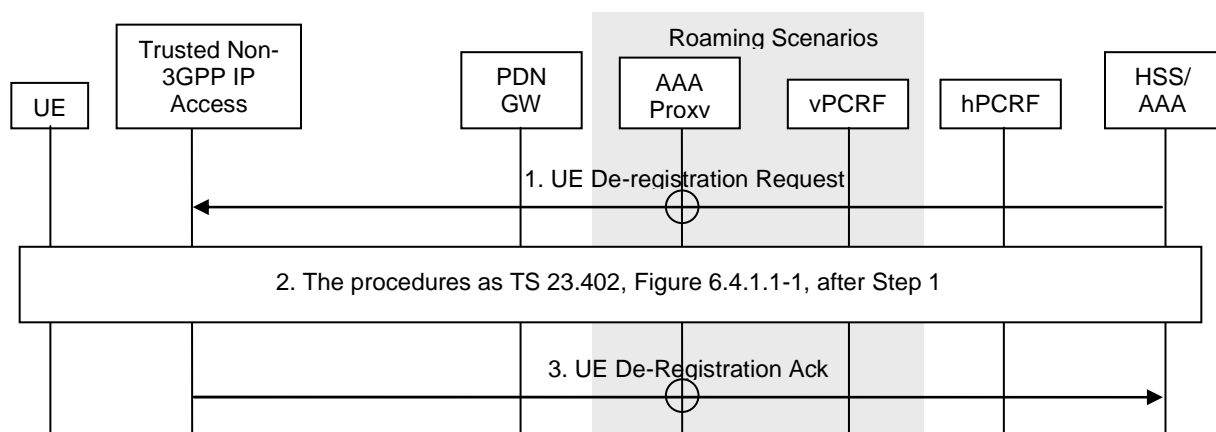 Roaming Scenarios
UE
Trusted Non-
3GPP IP
Access
PDN
GW
AAA
Proxy
vPCRF
hPCRF
HSS/
AAA
1. UE De-registration Request
2. The procedures as TS 23.402, Figure 6.4.1.1-1, after Step 1
3. UE De-Registration Ack